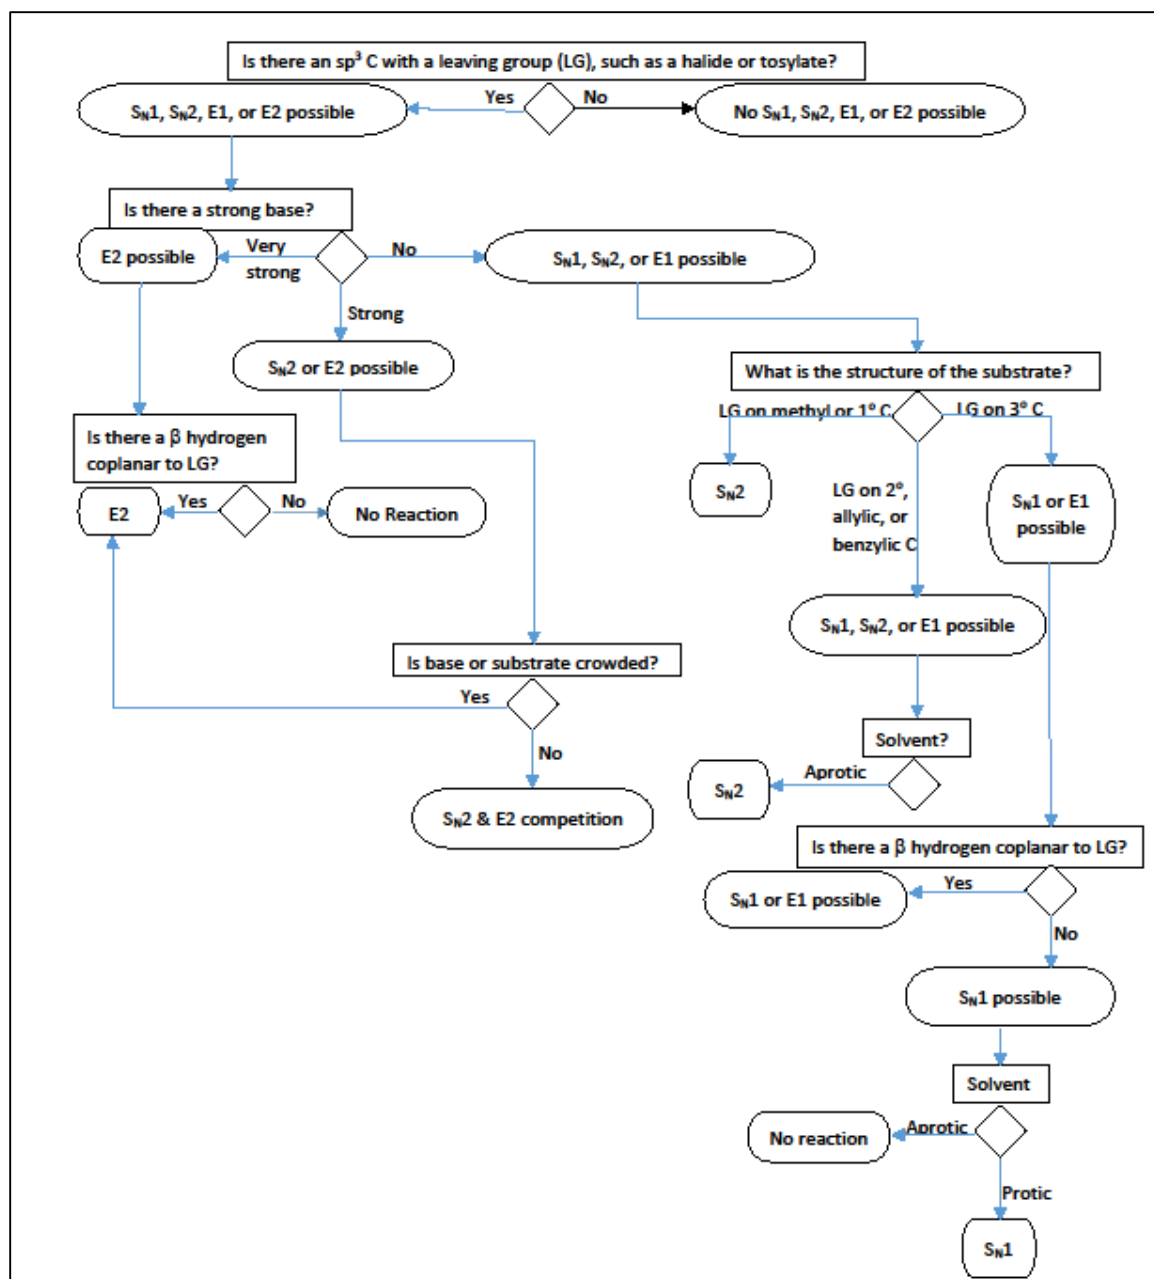 Is there an sp³ C with a leaving group (LG), such as a halide or tosylate?
Yes
No
SN1, SN2, E1, or E2 possible
No SN1, SN2, E1, or E2 possible
Is there a strong base?
E2 possible
Very
strong
No
SN1, SN2, or E1 possible
Strong
SN2 or E2 possible
What is the structure of the substrate?
LG on methyl or 1° C
LG on 3° C
Is there a β hydrogen
coplanar to LG?
SN2
LG on 2°,
allylic, or
benzylic C
SN1 or E1
possible
E2
Yes
No
No Reaction
SN1, SN2, or E1 possible
Is base or substrate crowded?
Yes
No
Solvent?
Aprotic
SN2
SN2 & E2 competition
Is there a β hydrogen coplanar to LG?
Yes
SN1 or E1 possible
No
SN1 possible
Solvent
Aprotic
No reaction
Protic
SN1